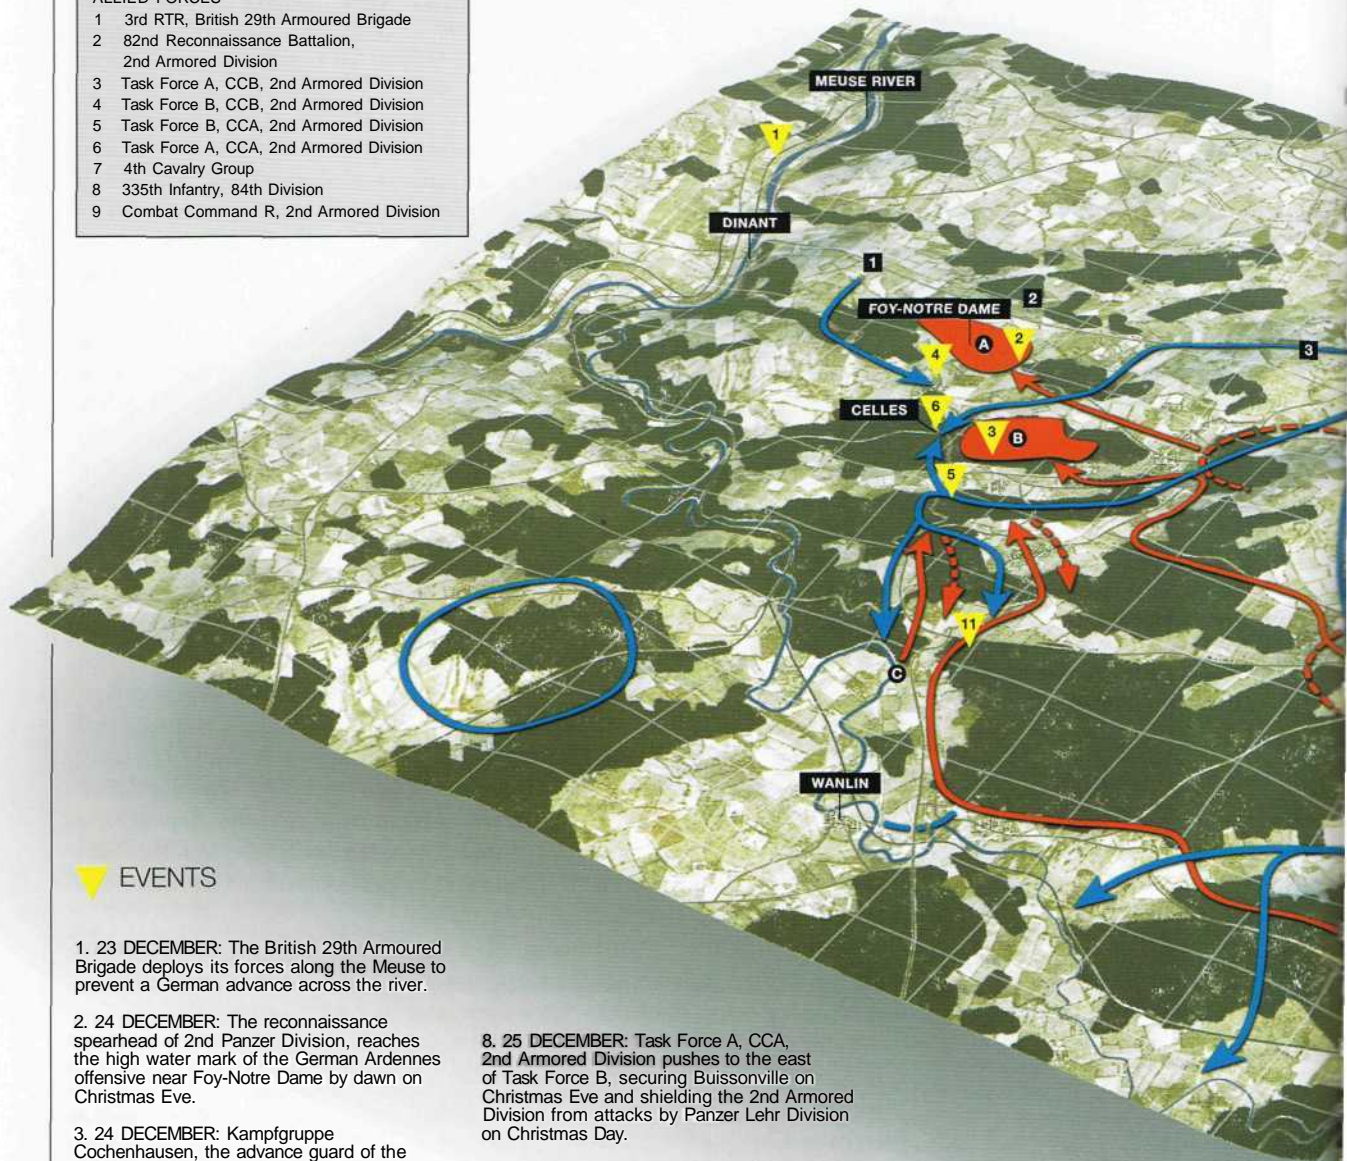 ALLIED FORCES
1 3rd RTR, British 29th Armoured Brigade
2 82nd Reconnaissance Battalion,
2nd Armored Division
3 Task Force A, CCB, 2nd Armored Division
4 Task Force B, CCB, 2nd Armored Division
5 Task Force B, CCA, 2nd Armored Division
6 Task Force A, CCA, 2nd Armored Division
7 4th Cavalry Group
8 335th Infantry, 84th Division
9 Combat Command R, 2nd Armored Division
MEUSE RIVER
1
DINANT
1
2
FOY-NOTRE DAME
A
2
3
4
CELLES
6
3
B
5
11
C
WANLIN
EVENTS
1. 23 DECEMBER: The British 29th Armoured
Brigade deploys its forces along the Meuse to
prevent a German advance across the river.
2. 24 DECEMBER: The reconnaissance
spearhead of 2nd Panzer Division, reaches
the high water mark of the German Ardennes
offensive near Foy-Notre Dame by dawn on
Christmas Eve.
3. 24 DECEMBER: Kampfgruppe
Cochenhausen, the advance guard of the
8. 25 DECEMBER: Task Force A, CCA,
2nd Armored Division pushes to the east
of Task Force B, securing Buissonville on
Christmas Eve and shielding the 2nd Armored
Division from attacks by Panzer Lehr Division
on Christmas Day.